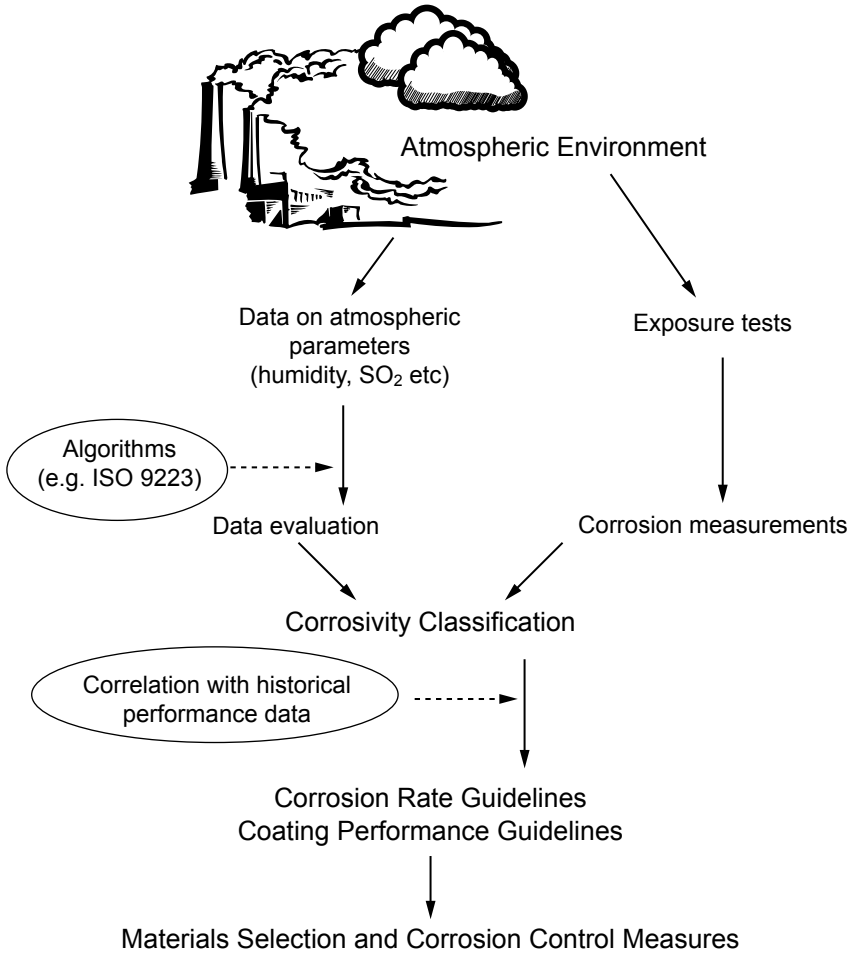 Atmospheric Environment
Data on atmospheric
parameters
(humidity, SO₂ etc)
Exposure tests
Algorithms
(e.g. ISO 9223)
Data evaluation
Corrosion measurements
Corrosivity Classification
Correlation with historical
performance data
Corrosion Rate Guidelines
Coating Performance Guidelines
Materials Selection and Corrosion Control Measures